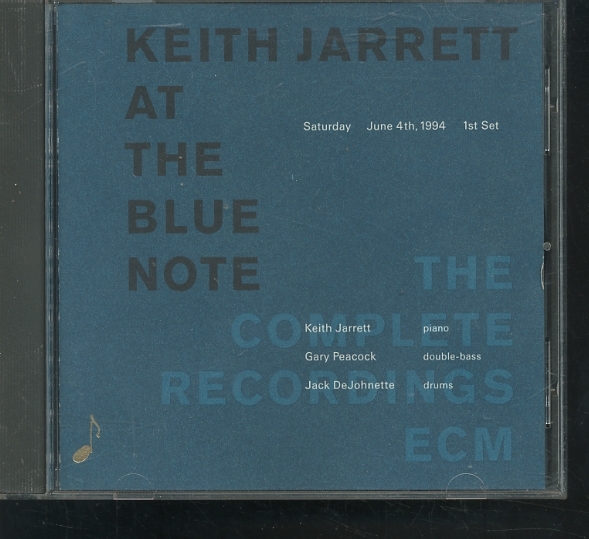 KEITH JARRETT
AT
THE
BLUE
NOTE
Saturday June 4th, 1994 1st Set
THE
COMPLETE
RECORDINGS
ECM
Keith Jarrett piano
Gary Peacock double-bass
Jack DeJohnette drums